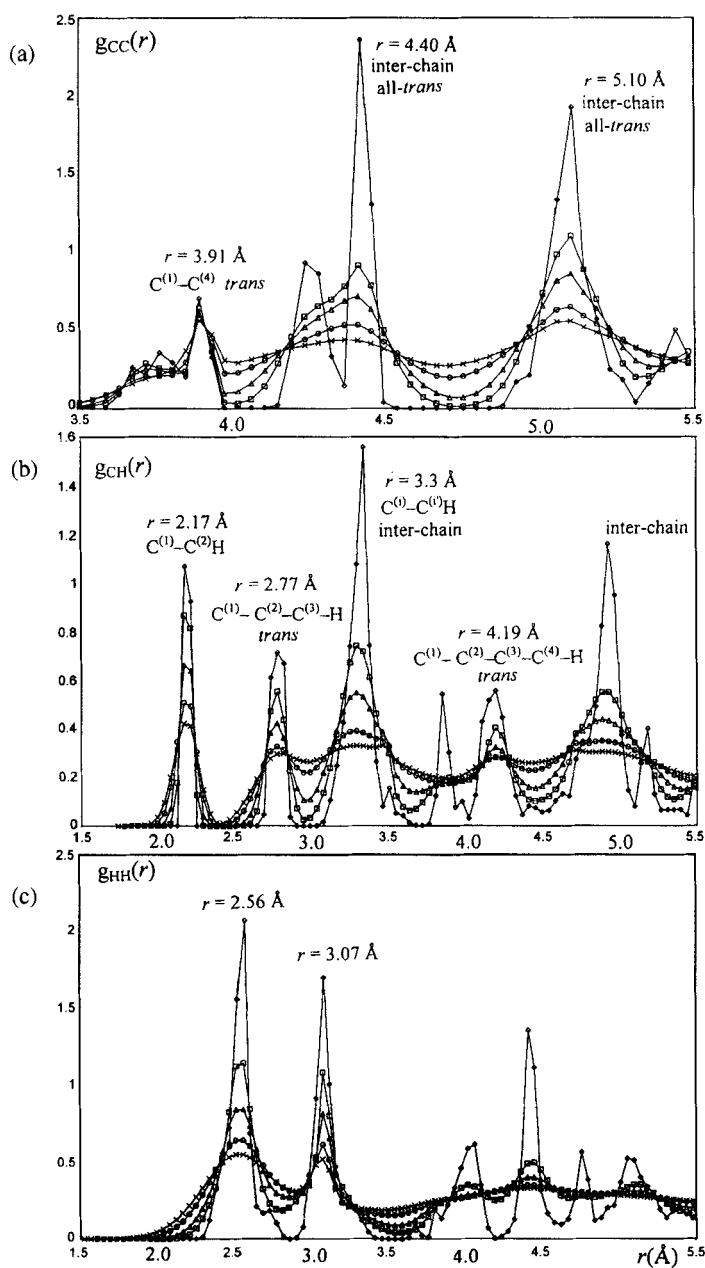 (a)
g_CC(r)
2.5
2
1.5
1
0.5
0
r = 4.40 Å
inter-chain
all-trans
r = 5.10 Å
inter-chain
all-trans
r = 3.91 Å
C^(1)–C^(4) trans
3.5
4.0
4.5
5.0
5.5
(b)
g_CH(r)
1.6
1.4
1.2
1
0.8
0.6
0.4
0.2
0
r = 2.17 Å
C^(1)–C^(2)H
r = 2.77 Å
C^(1)– C^(2)–C^(3)–H
trans
r = 3.3 Å
C^(i)–C^(i')H
inter-chain
r = 4.19 Å
C^(1)– C^(2)–C^(3)–C^(4)–H
trans
inter-chain
1.5
2.0
2.5
3.0
3.5
4.0
4.5
5.0
5.5
(c)
g_HH(r)
2.5
2
1.5
1
0.5
0
r = 2.56 Å
r = 3.07 Å
1.5
2.0
2.5
3.0
3.5
4.0
4.5
5.0
r(Å)
5.5